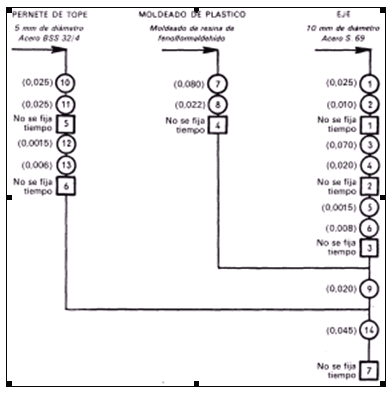 PERNETE DE TOPE
5 mm de diámetro
Acero BSS 32/4
(0,025) 10
(0,025) 11
No se fija
tiempo 5
(0,0015) 12
(0,006) 13
No se fija
tiempo 6
MOLDEADO DE PLASTICO
Moldeado de resina de
fenolformaldehído
(0,080) 7
(0,022) 8
No se fija
tiempo 4
EJE
10 mm de diámetro
Acero S. 69
(0,025) 1
(0,010) 2
No se fija
tiempo 1
(0,070) 3
(0,020) 4
No se fija
tiempo 2
(0,0015) 5
(0,008) 6
No se fija
tiempo 3
(0,020) 9
(0,045) 14
No se fija
tiempo 7